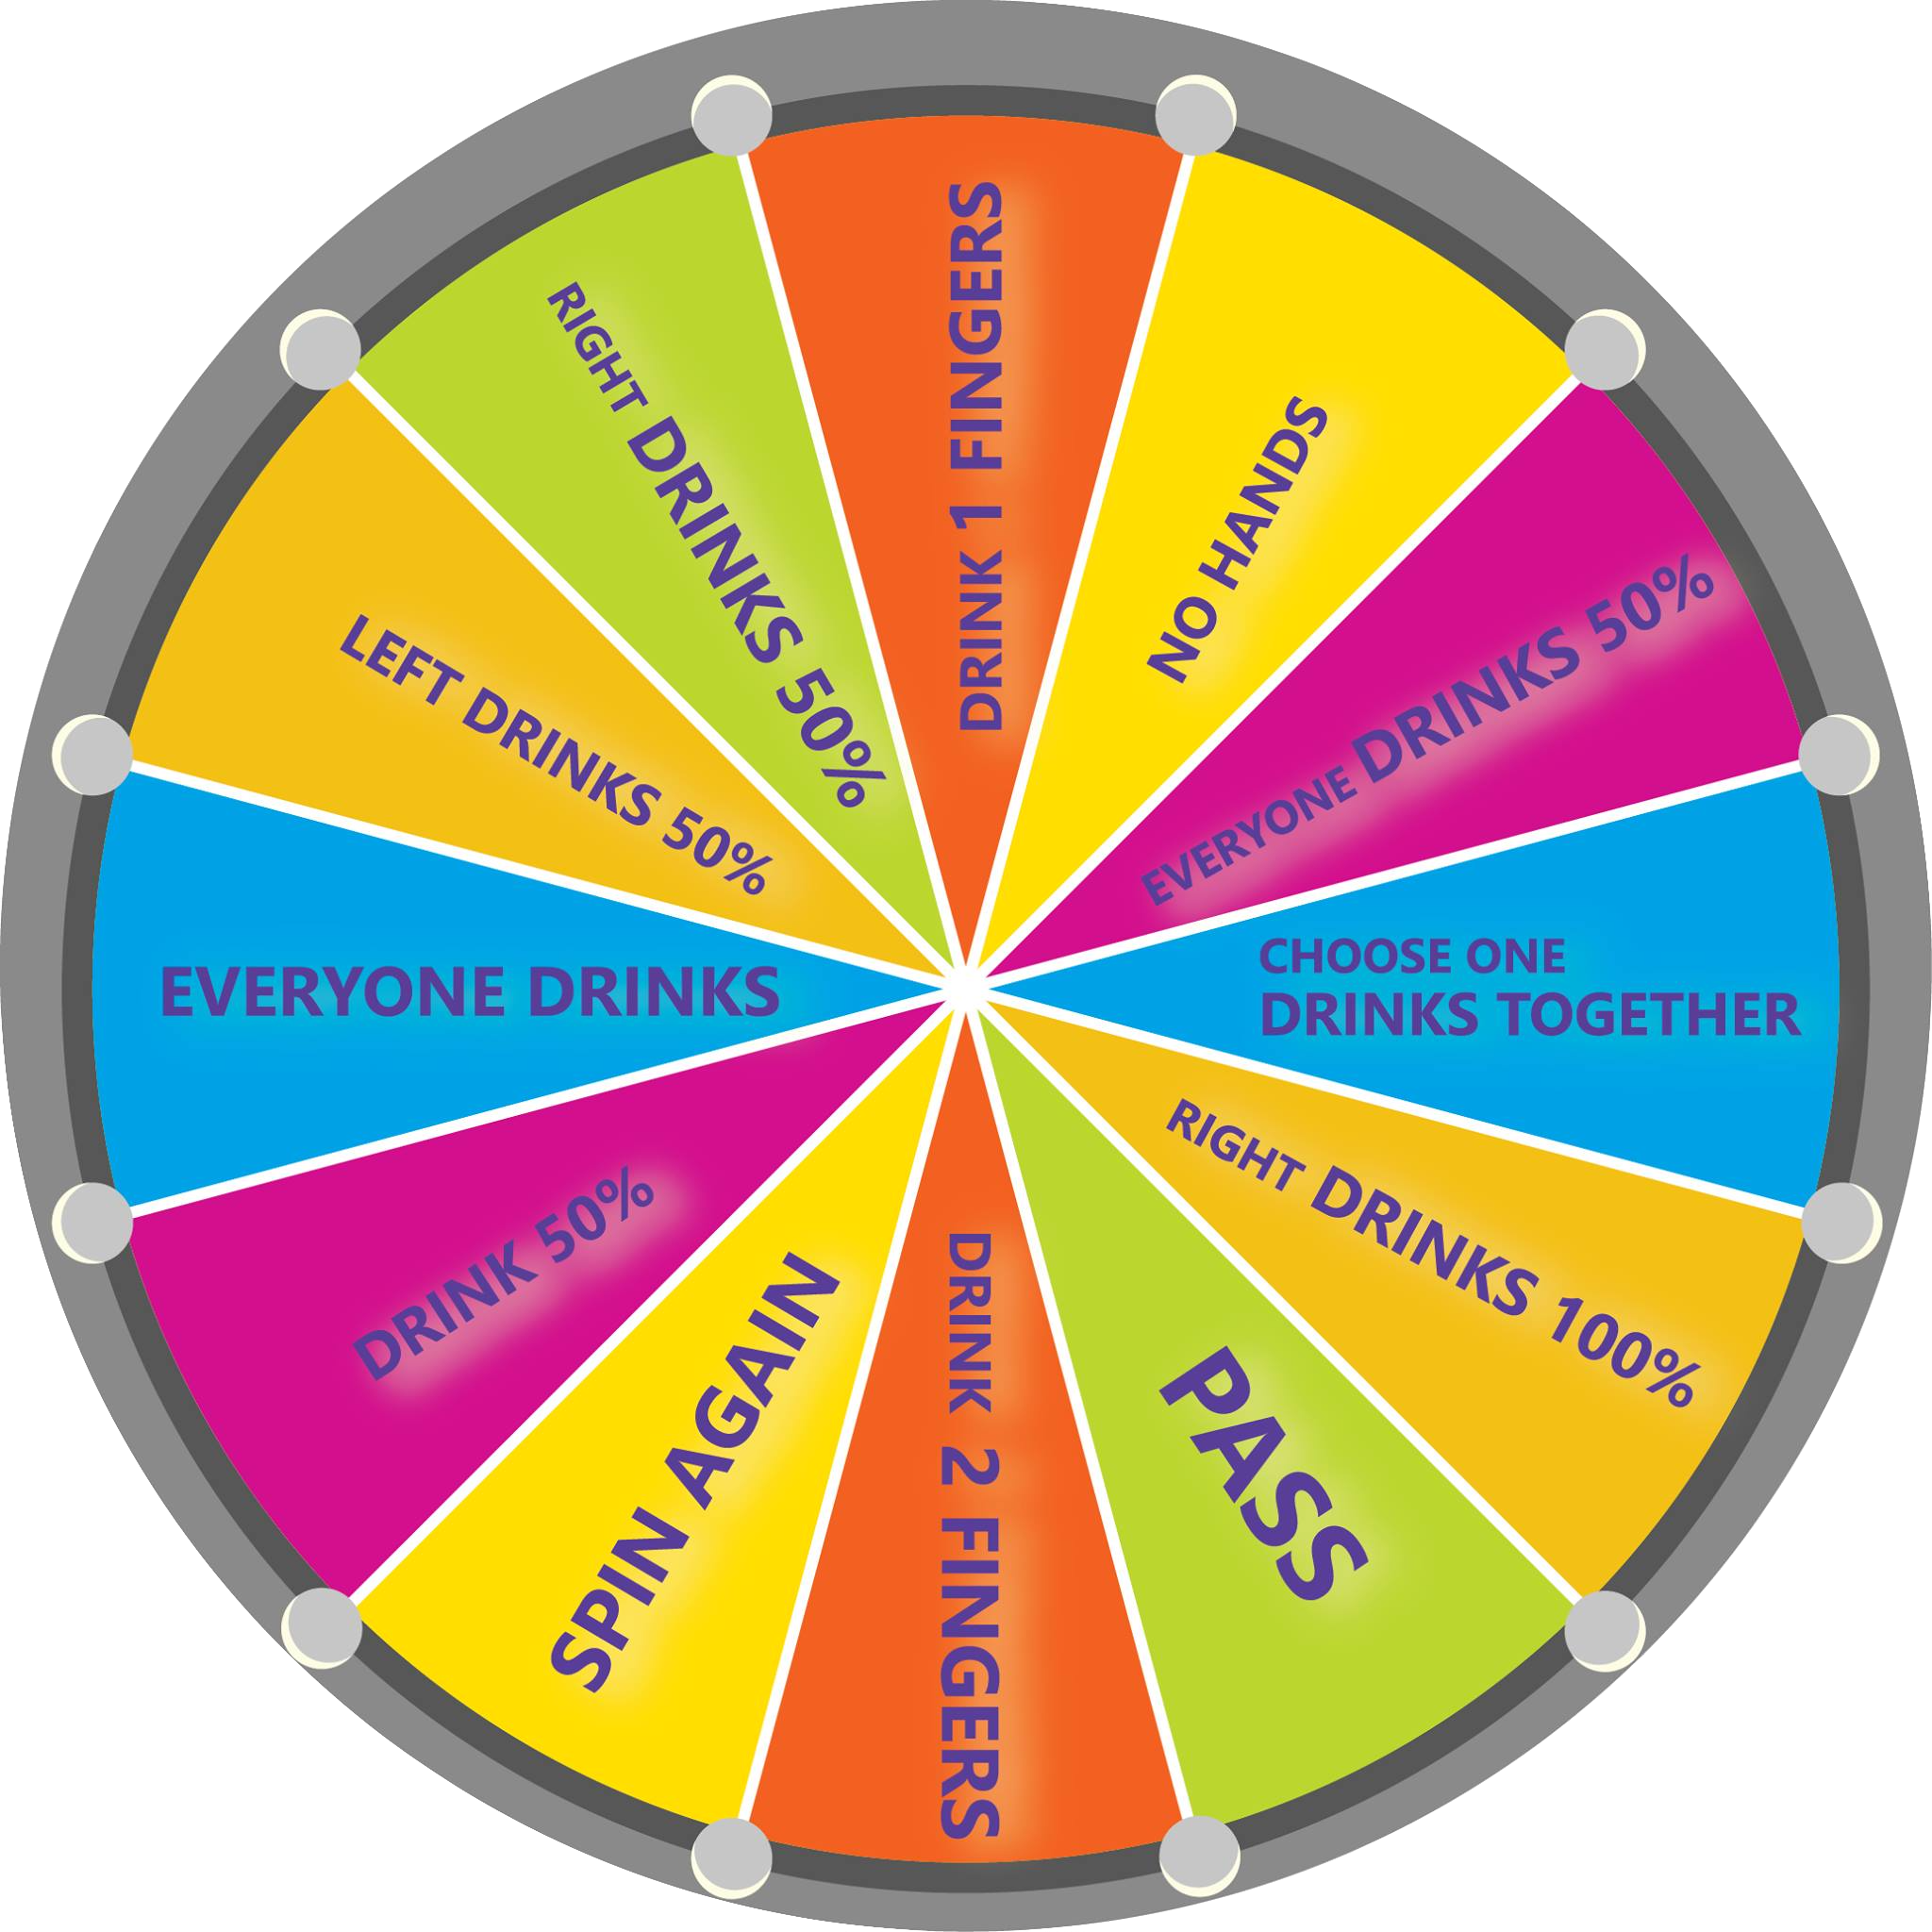 DRINK 1 FINGERS
NO HANDS
EVERYONE DRINKS 50%
CHOOSE ONE
DRINKS TOGETHER
RIGHT DRINKS 100%
PASS
DRINK 2 FINGERS
SPIN AGAIN
DRINK 50%
EVERYONE DRINKS
LEFT DRINKS 50%
RIGHT DRINKS 50%